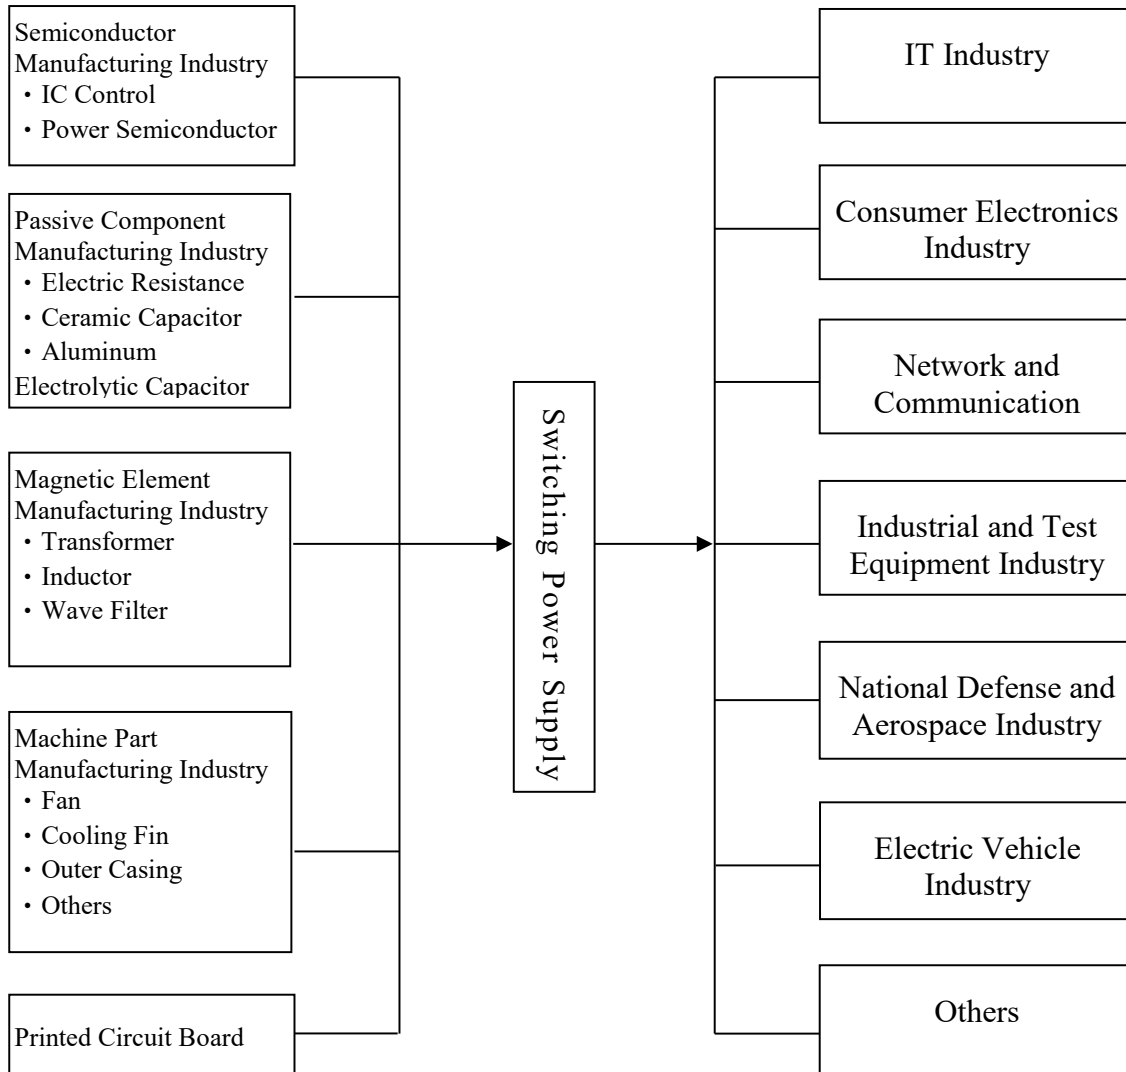 Semiconductor
Manufacturing Industry
・IC Control
・Power Semiconductor
Passive Component
Manufacturing Industry
・Electric Resistance
・Ceramic Capacitor
・Aluminum
Electrolytic Capacitor
Magnetic Element
Manufacturing Industry
・Transformer
・Inductor
・Wave Filter
Machine Part
Manufacturing Industry
・Fan
・Cooling Fin
・Outer Casing
・Others
Printed Circuit Board
Switching Power Supply
IT Industry
Consumer Electronics
Industry
Network and
Communication
Industrial and Test
Equipment Industry
National Defense and
Aerospace Industry
Electric Vehicle
Industry
Others